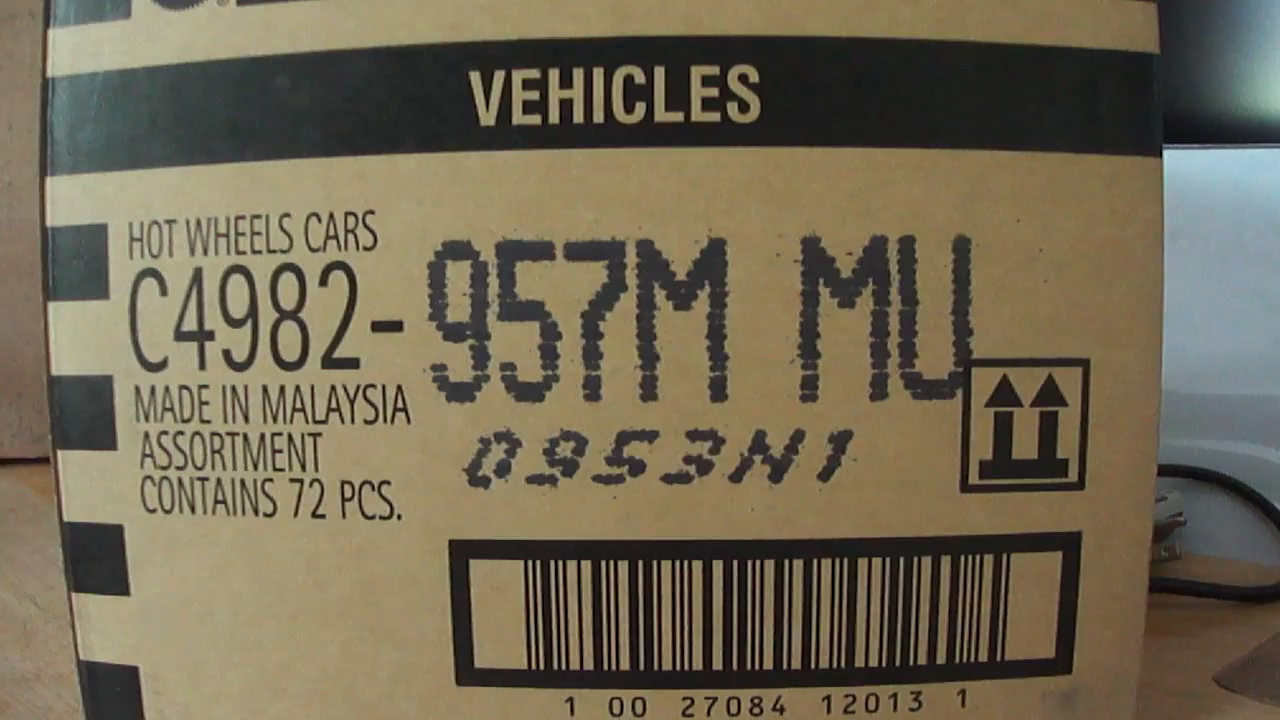 VEHICLES
HOT WHEELS CARS
C4982-957M MU
MADE IN MALAYSIA
ASSORTMENT
CONTAINS 72 PCS.
0953N1
1 00 27084 12013 1